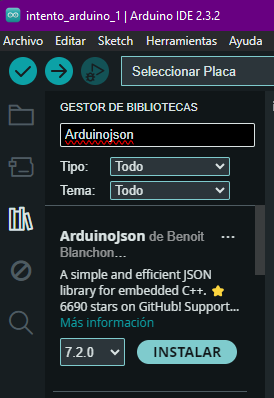 intento_arduino_1 | Arduino IDE 2.3.2
Archivo Editar Sketch Herramientas Ayuda
Seleccionar Placa
GESTOR DE BIBLIOTECAS
Arduinojson
Tipo: Todo
Tema: Todo
ArduinoJson de Benoit
Blanchon...
A simple and efficient JSON
library for embedded C++. ⭐
6690 stars on GitHub! Support...
Más información
7.2.0 INSTALAR